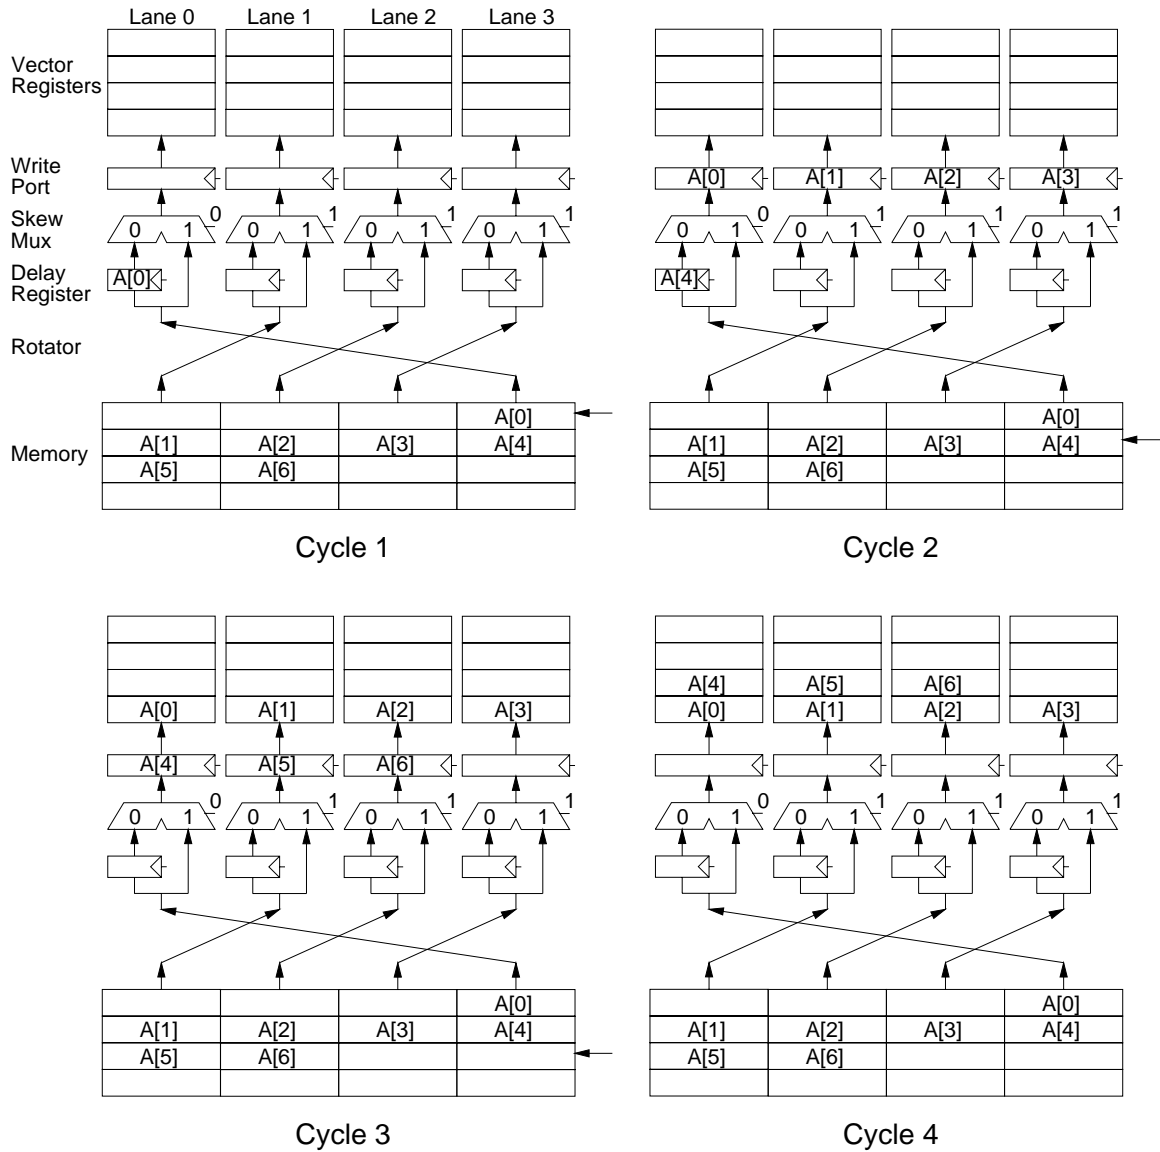 Lane 0 Lane 1 Lane 2 Lane 3
Vector
Registers
Write
Port
A[0] A[1] A[2] A[3]
Skew
Mux
0 1 0 0 1 1 0 1 1 0 1 1
0 1 0 0 1 1 0 1 1 0 1 1
Delay
Register
A[0]
A[4]
Rotator
Memory
A[0]
A[1] A[2] A[3] A[4]
A[5] A[6]
A[0]
A[1] A[2] A[3] A[4]
A[5] A[6]
Cycle 1
Cycle 2
A[0] A[1] A[2] A[3]
A[4] A[5] A[6]
0 1 0 0 1 1 0 1 1 0 1 1
A[0]
A[1] A[2] A[3] A[4]
A[5] A[6]
Cycle 3
A[4] A[5] A[6]
A[0] A[1] A[2] A[3]
0 1 0 0 1 1 0 1 1 0 1 1
A[0]
A[1] A[2] A[3] A[4]
A[5] A[6]
Cycle 4